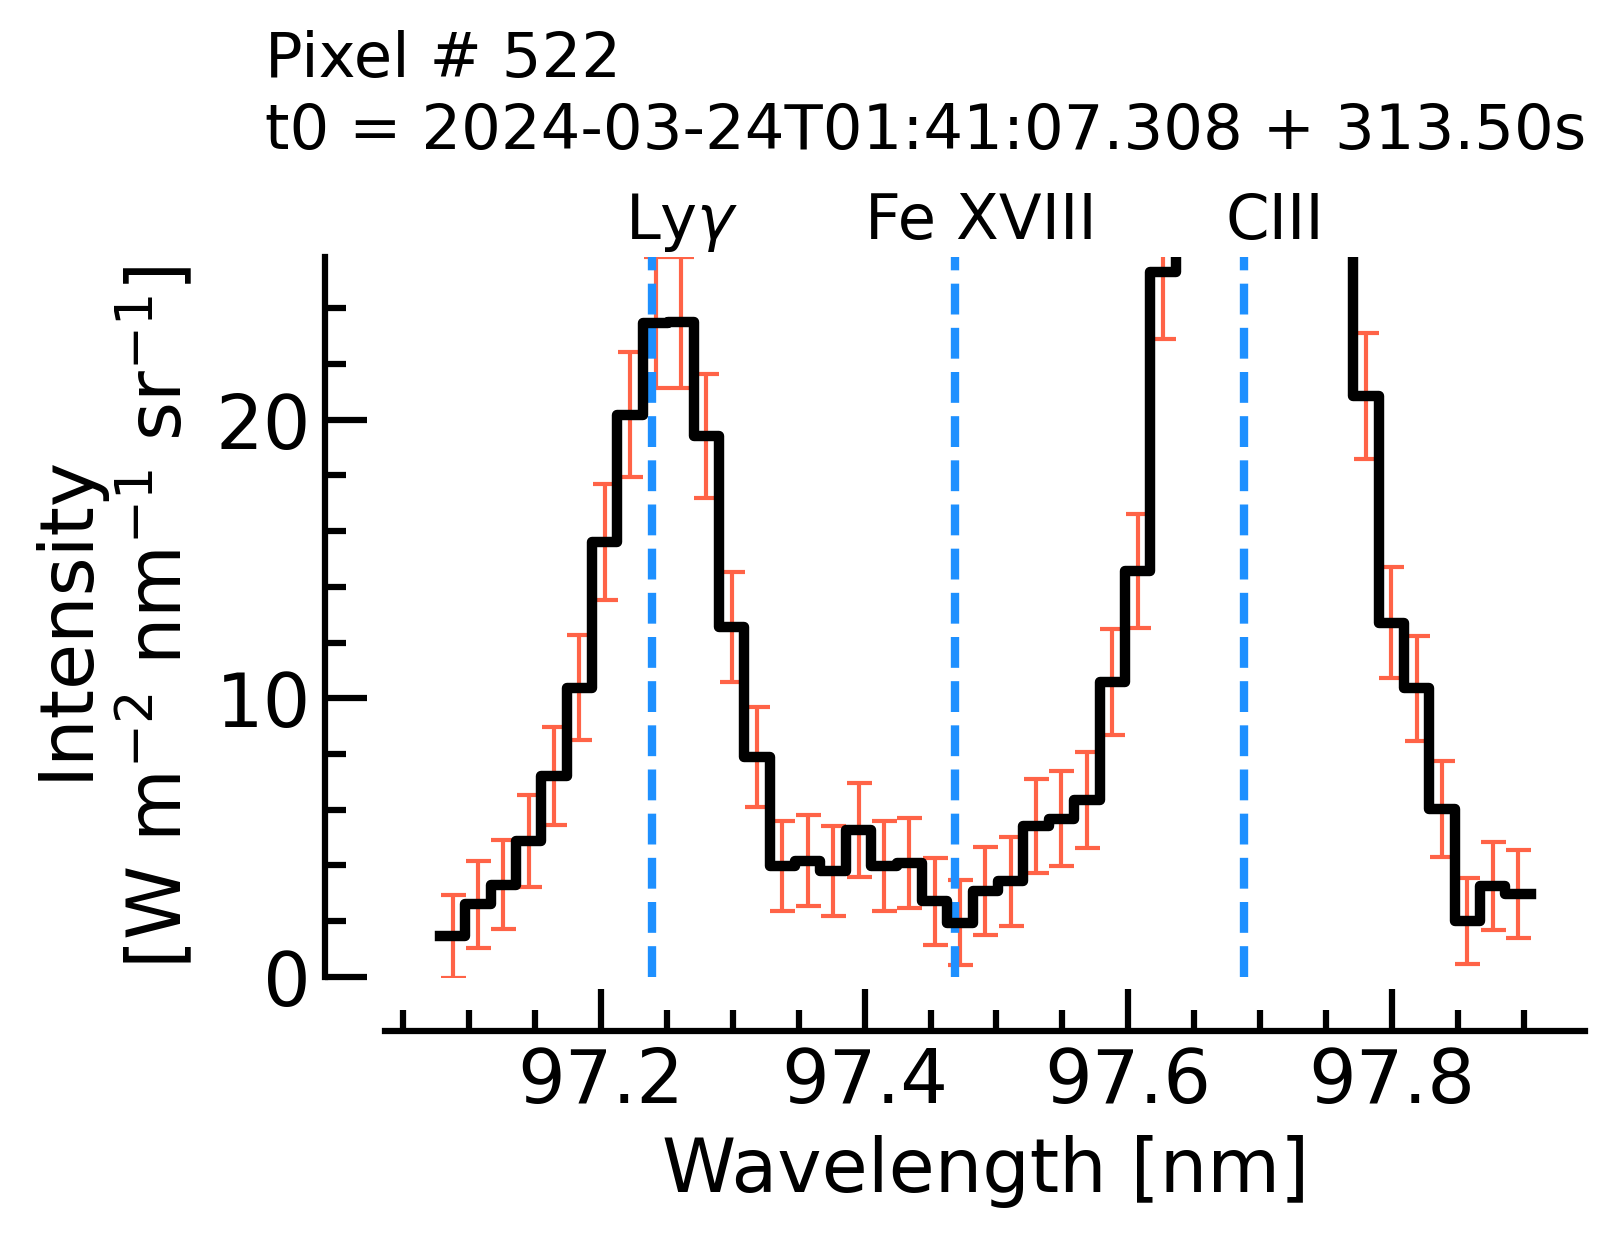 Pixel # 522
t0 = 2024-03-24T01:41:07.308 + 313.50s
Lyγ Fe XVIII CIII
Intensity
[W m⁻² nm⁻¹ sr⁻¹]
20
10
0
97.2 97.4 97.6 97.8
Wavelength [nm]